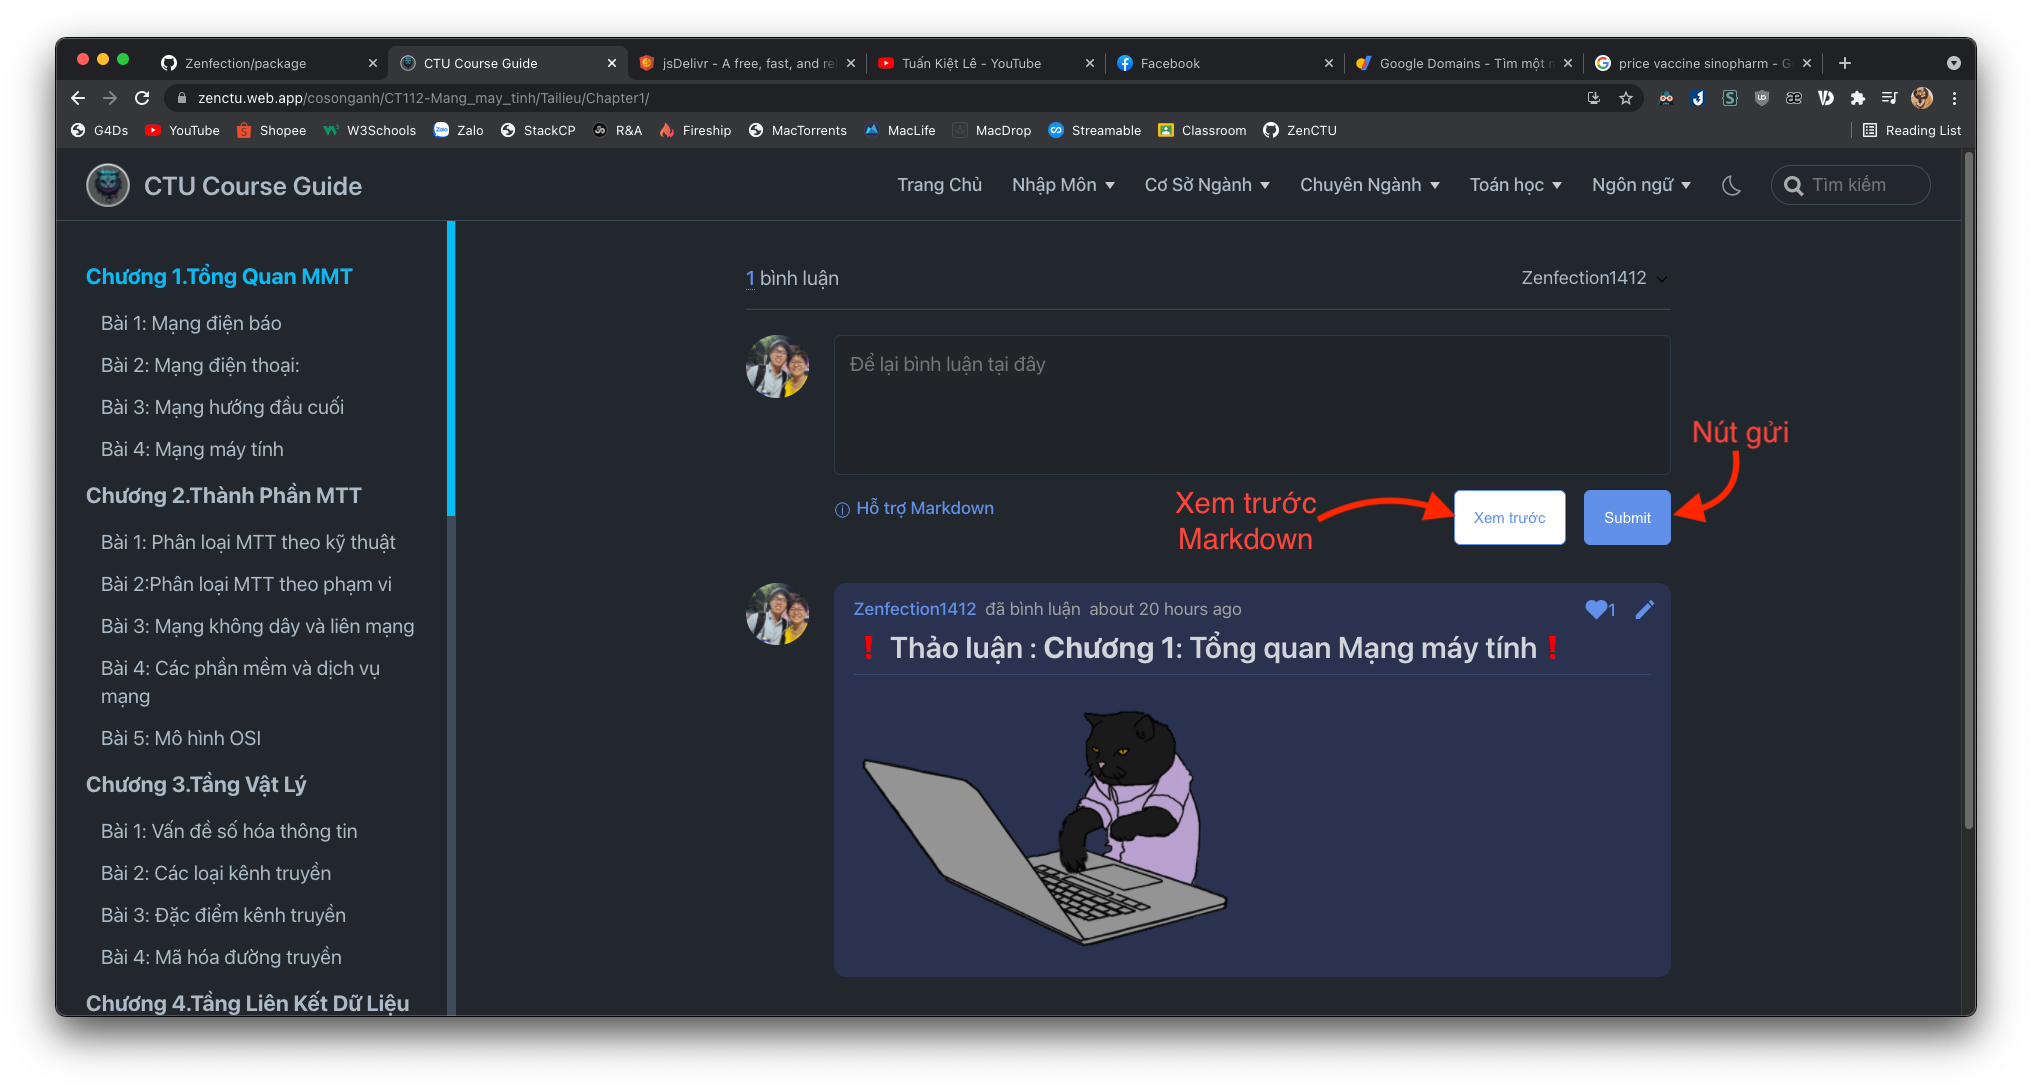 Zenfection/package
CTU Course Guide
jsDelivr - A free, fast, and re
Tuấn Kiệt Lê - YouTube
Facebook
Google Domains - Tìm một n
price vaccine sinopharm - G
zenctu.web.app/cosonganh/CT112-Mang_may_tinh/Tailieu/Chapter1/
G4Ds
YouTube
Shopee
W3Schools
Zalo
StackCP
R&A
Fireship
MacTorrents
MacLife
MacDrop
Streamable
Classroom
ZenCTU
Reading List
CTU Course Guide
Trang Chủ
Nhập Môn
Cơ Sở Ngành
Chuyên Ngành
Toán học
Ngôn ngữ
Tìm kiếm
Chương 1.Tổng Quan MMT
Bài 1: Mạng điện báo
Bài 2: Mạng điện thoại:
Bài 3: Mạng hướng đầu cuối
Bài 4: Mạng máy tính
Chương 2.Thành Phần MTT
Bài 1: Phân loại MTT theo kỹ thuật
Bài 2:Phân loại MTT theo phạm vi
Bài 3: Mạng không dây và liên mạng
Bài 4: Các phần mềm và dịch vụ
mạng
Bài 5: Mô hình OSI
Chương 3.Tầng Vật Lý
Bài 1: Vấn đề số hóa thông tin
Bài 2: Các loại kênh truyền
Bài 3: Đặc điểm kênh truyền
Bài 4: Mã hóa đường truyền
Chương 4.Tầng Liên Kết Dữ Liệu
1 bình luận
Zenfection1412
Để lại bình luận tại đây
Nút gửi
Hỗ trợ Markdown
Xem trước
Markdown
Xem trước
Submit
Zenfection1412 đã bình luận about 20 hours ago
1
❗ Thảo luận : Chương 1: Tổng quan Mạng máy tính❗